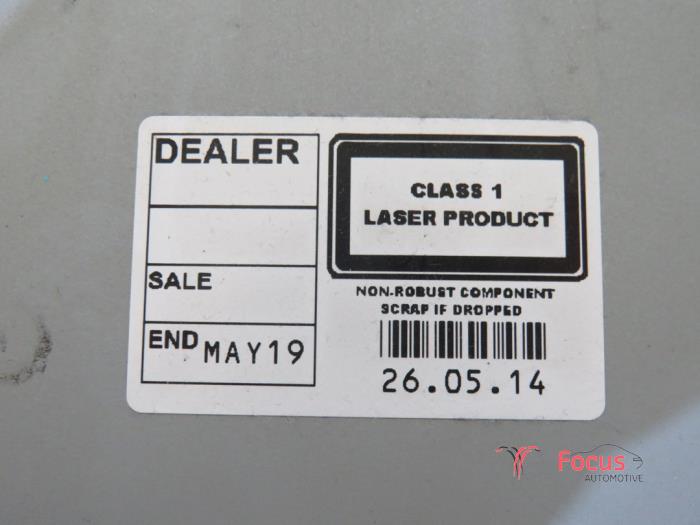 DEALER
SALE
END MAY19
CLASS 1
LASER PRODUCT
NON-ROBUST COMPONENT
SCRAP IF DROPPED
26.05.14
Focus
AUTOMOTIVE